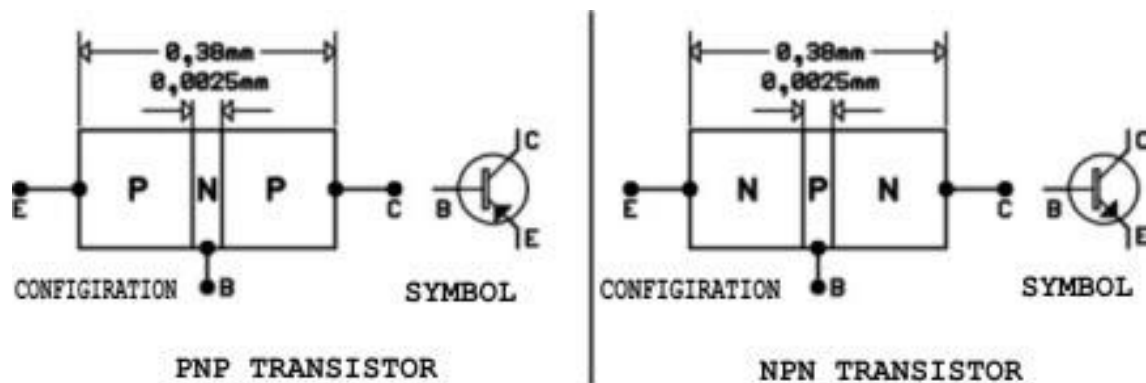 0,38mm
0,0025mm
P N P
E
C
B
CONFIGIRATION
C
B
E
SYMBOL
PNP TRANSISTOR
0,38mm
0,0025mm
N P N
E
C
B
CONFIGIRATION
C
B
E
SYMBOL
NPN TRANSISTOR